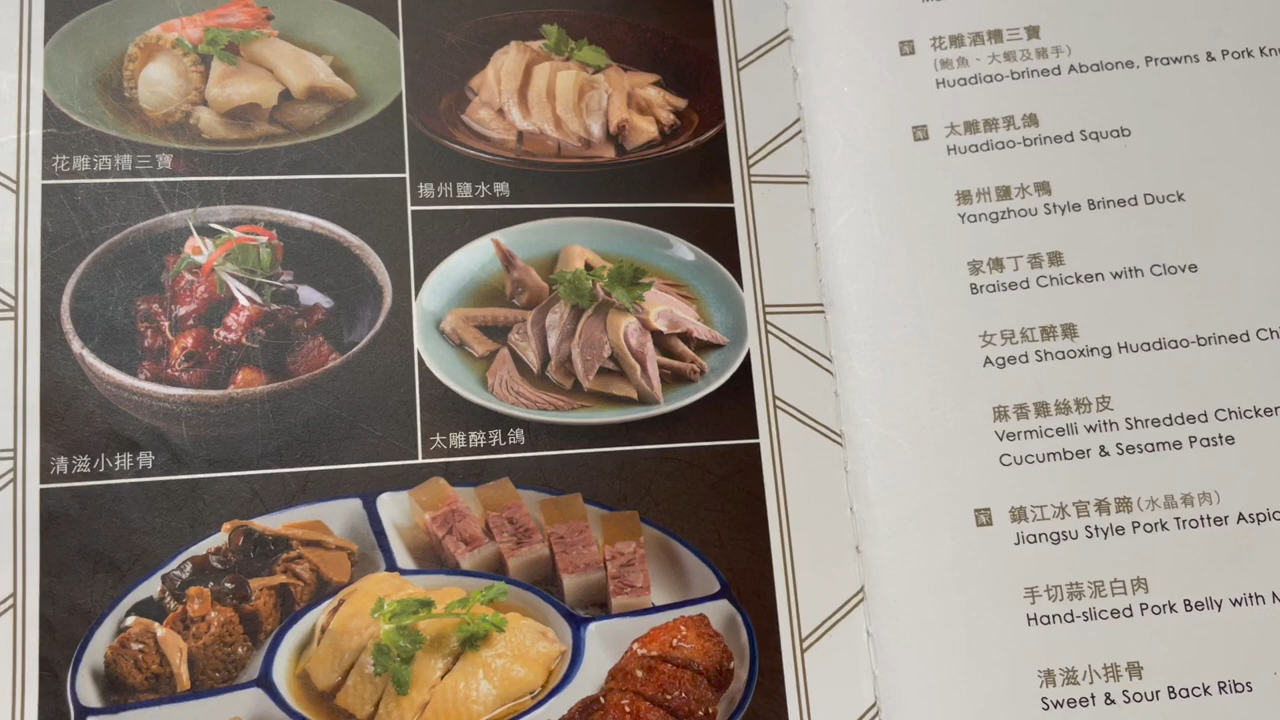 花雕酒糟三寶
揚州鹽水鴨
清滋小排骨
太雕醉乳鴿
家 花雕酒糟三寶
(鮑魚、大蝦及豬手)
Huadiao-brined Abalone, Prawns & Pork
家 太雕醉乳鴿
Huadiao-brined Squab
揚州鹽水鴨
Yangzhou Style Brined Duck
家傳丁香雞
Braised Chicken with Clove
女兒紅醉雞
Aged Shaoxing Huadiao-brined
麻香雞絲粉皮
Vermicelli with Shredded Chicken
Cucumber & Sesame Paste
家 鎮江冰官肴蹄(水晶肴肉)
Jiangsu Style Pork Trotter
手切蒜泥白肉
Hand-sliced Pork Belly with
清滋小排骨
Sweet & Sour Back Ribs